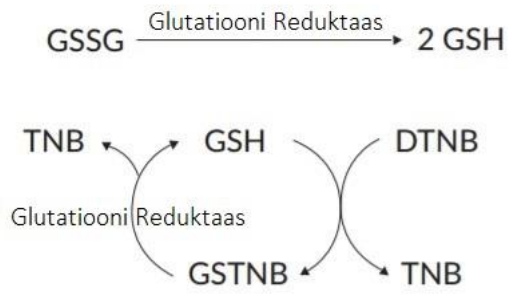 Glutatiooni Reduktaas
GSSG 2 GSH
TNB GSH DTNB
Glutatiooni Reduktaas
GSTNB TNB